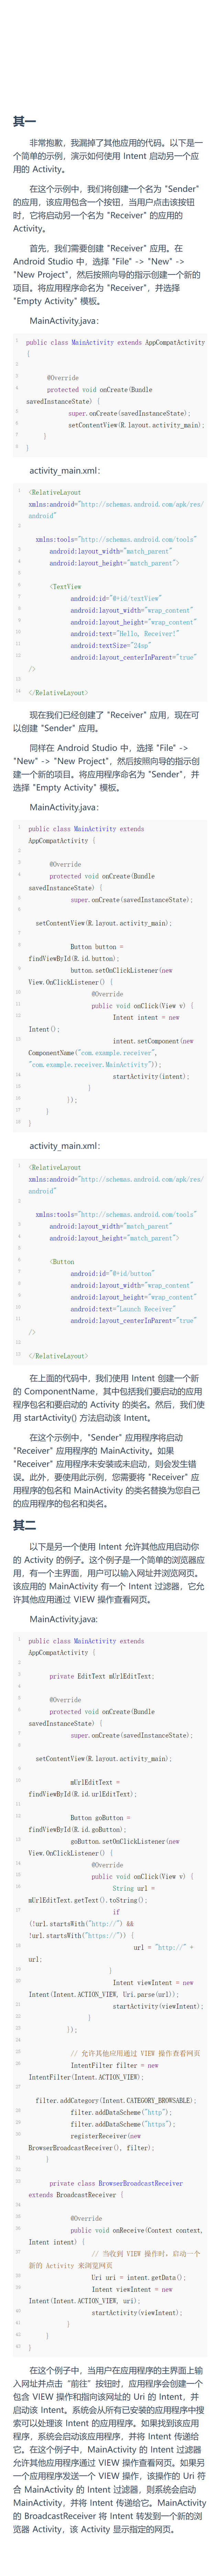 其一
非常抱歉，我漏掉了其他应用的代码。以下是一
个简单的示例，演示如何使用 Intent 启动另一个应
用的 Activity。
在这个示例中，我们将创建一个名为 "Sender"
的应用，该应用包含一个按钮，当用户点击该按钮
时，它将启动另一个名为 "Receiver" 的应用的
Activity。
首先，我们需要创建 "Receiver" 应用。在
Android Studio 中，选择 "File" -> "New" ->
"New Project"，然后按照向导的指示创建一个新的
项目。将应用程序命名为 "Receiver"，并选择
"Empty Activity" 模板。
MainActivity.java：
1 public class MainActivity extends AppCompatActivity
{
2
3 @Override
4 protected void onCreate(Bundle
savedInstanceState) {
5 super.onCreate(savedInstanceState);
6 setContentView(R.layout.activity_main);
7 }
8 }
activity_main.xml：
1 <RelativeLayout
xmlns:android="http://schemas.android.com/apk/res/
android"
2
xmlns:tools="http://schemas.android.com/tools"
3 android:layout_width="match_parent"
4 android:layout_height="match_parent">
5
6 <TextView
7 android:id="@+id/textView"
8 android:layout_width="wrap_content"
9 android:layout_height="wrap_content"
10 android:text="Hello, Receiver!"
11 android:textSize="24sp"
12 android:layout_centerInParent="true"
/>
13
14 </RelativeLayout>
现在我们已经创建了 "Receiver" 应用，现在可
以创建 "Sender" 应用。
同样在 Android Studio 中，选择 "File" ->
"New" -> "New Project"，然后按照向导的指示创
建一个新的项目。将应用程序命名为 "Sender"，并
选择 "Empty Activity" 模板。
MainActivity.java：
1 public class MainActivity extends
AppCompatActivity {
2
3 @Override
4 protected void onCreate(Bundle
savedInstanceState) {
5 super.onCreate(savedInstanceState);
6
setContentView(R.layout.activity_main);
7
8 Button button =
findViewById(R.id.button);
9 button.setOnClickListener(new
View.OnClickListener() {
10 @Override
11 public void onClick(View v) {
12 Intent intent = new
Intent();
13 intent.setComponent(new
ComponentName("com.example.receiver",
"com.example.receiver.MainActivity"));
14 startActivity(intent);
15 }
16 });
17 }
18 }
activity_main.xml：
1 <RelativeLayout
xmlns:android="http://schemas.android.com/apk/res/
android"
2
xmlns:tools="http://schemas.android.com/tools"
3 android:layout_width="match_parent"
4 android:layout_height="match_parent">
5
6 <Button
7 android:id="@+id/button"
8 android:layout_width="wrap_content"
9 android:layout_height="wrap_content"
10 android:text="Launch Receiver"
11 android:layout_centerInParent="true"
/>
12
13 </RelativeLayout>
在上面的代码中，我们使用 Intent 创建一个新
的 ComponentName，其中包括我们要启动的应用
程序包名和要启动的 Activity 的类名。然后，我们使
用 startActivity() 方法启动该 Intent。
在这个示例中，"Sender" 应用程序将启动
"Receiver" 应用程序的 MainActivity。如果
"Receiver" 应用程序未安装或未启动，则会发生错
误。此外，要使用此示例，您需要将 "Receiver" 应
用程序的包名和 MainActivity 的类名替换为您自己
的应用程序的包名和类名。
其二
以下是另一个使用 Intent 允许其他应用启动你
的 Activity 的例子。这个例子是一个简单的浏览器应
用，有一个主界面，用户可以输入网址并浏览网页。
该应用的 MainActivity 有一个 Intent 过滤器，它允
许其他应用通过 VIEW 操作查看网页。
MainActivity.java:
1 public class MainActivity extends
AppCompatActivity {
2
3 private EditText mUrlEditText;
4
5 @Override
6 protected void onCreate(Bundle
savedInstanceState) {
7 super.onCreate(savedInstanceState);
8
setContentView(R.layout.activity_main);
9
10 mUrlEditText =
findViewById(R.id.urlEditText);
11
12 Button goButton =
findViewById(R.id.goButton);
13 goButton.setOnClickListener(new
View.OnClickListener() {
14 @Override
15 public void onClick(View v) {
16 String url =
mUrlEditText.getText().toString();
17 if
(!url.startsWith("http://") &&
!url.startsWith("https://")) {
18 url = "http://" +
url;
19 }
20 Intent viewIntent = new
Intent(Intent.ACTION_VIEW, Uri.parse(url));
21 startActivity(viewIntent);
22 }
23 });
24
25 // 允许其他应用通过 VIEW 操作查看网页
26 IntentFilter filter = new
IntentFilter(Intent.ACTION_VIEW);
27
filter.addCategory(Intent.CATEGORY_BROWSABLE);
28 filter.addDataScheme("http");
29 filter.addDataScheme("https");
30 registerReceiver(new
BrowserBroadcastReceiver(), filter);
31 }
32
33 private class BrowserBroadcastReceiver
extends BroadcastReceiver {
34
35 @Override
36 public void onReceive(Context context,
Intent intent) {
37 // 当收到 VIEW 操作时，启动一个
新的 Activity 来浏览网页
38 Uri uri = intent.getData();
39 Intent viewIntent = new
Intent(Intent.ACTION_VIEW, uri);
40 startActivity(viewIntent);
41 }
42 }
43 }
在这个例子中，当用户在应用程序的主界面上输
入网址并点击“前往”按钮时，应用程序会创建一个
包含 VIEW 操作和指向该网址的 Uri 的 Intent，并
启动该 Intent。系统会从所有已安装的应用程序中搜
索可以处理该 Intent 的应用程序。如果找到该应用
程序，系统会启动该应用程序，并将 Intent 传递给
它。在这个例子中，MainActivity 的 Intent 过滤器
允许其他应用程序通过 VIEW 操作查看网页。如果另
一个应用程序发送一个 VIEW 操作，该操作的 Uri 符
合 MainActivity 的 Intent 过滤器，则系统会启动
MainActivity，并将 Intent 传递给它。MainActivity
的 BroadcastReceiver 将 Intent 转发到一个新的浏
览器 Activity，该 Activity 显示指定的网页。